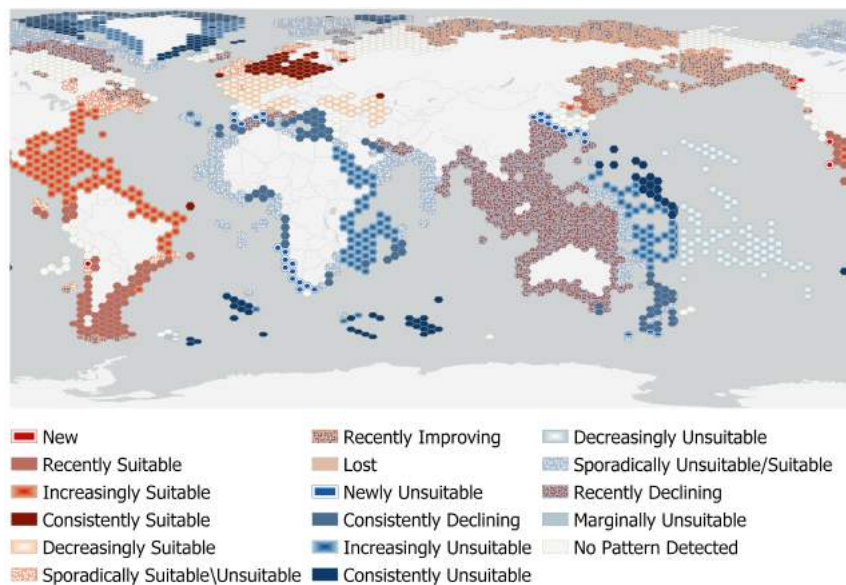 New
Recently Suitable
Increasingly Suitable
Consistently Suitable
Decreasingly Suitable
Sporadically Suitable\Unsuitable
Recently Improving
Lost
Newly Unsuitable
Consistently Declining
Increasingly Unsuitable
Consistently Unsuitable
Decreasingly Unsuitable
Sporadically Unsuitable/Suitable
Recently Declining
Marginally Unsuitable
No Pattern Detected